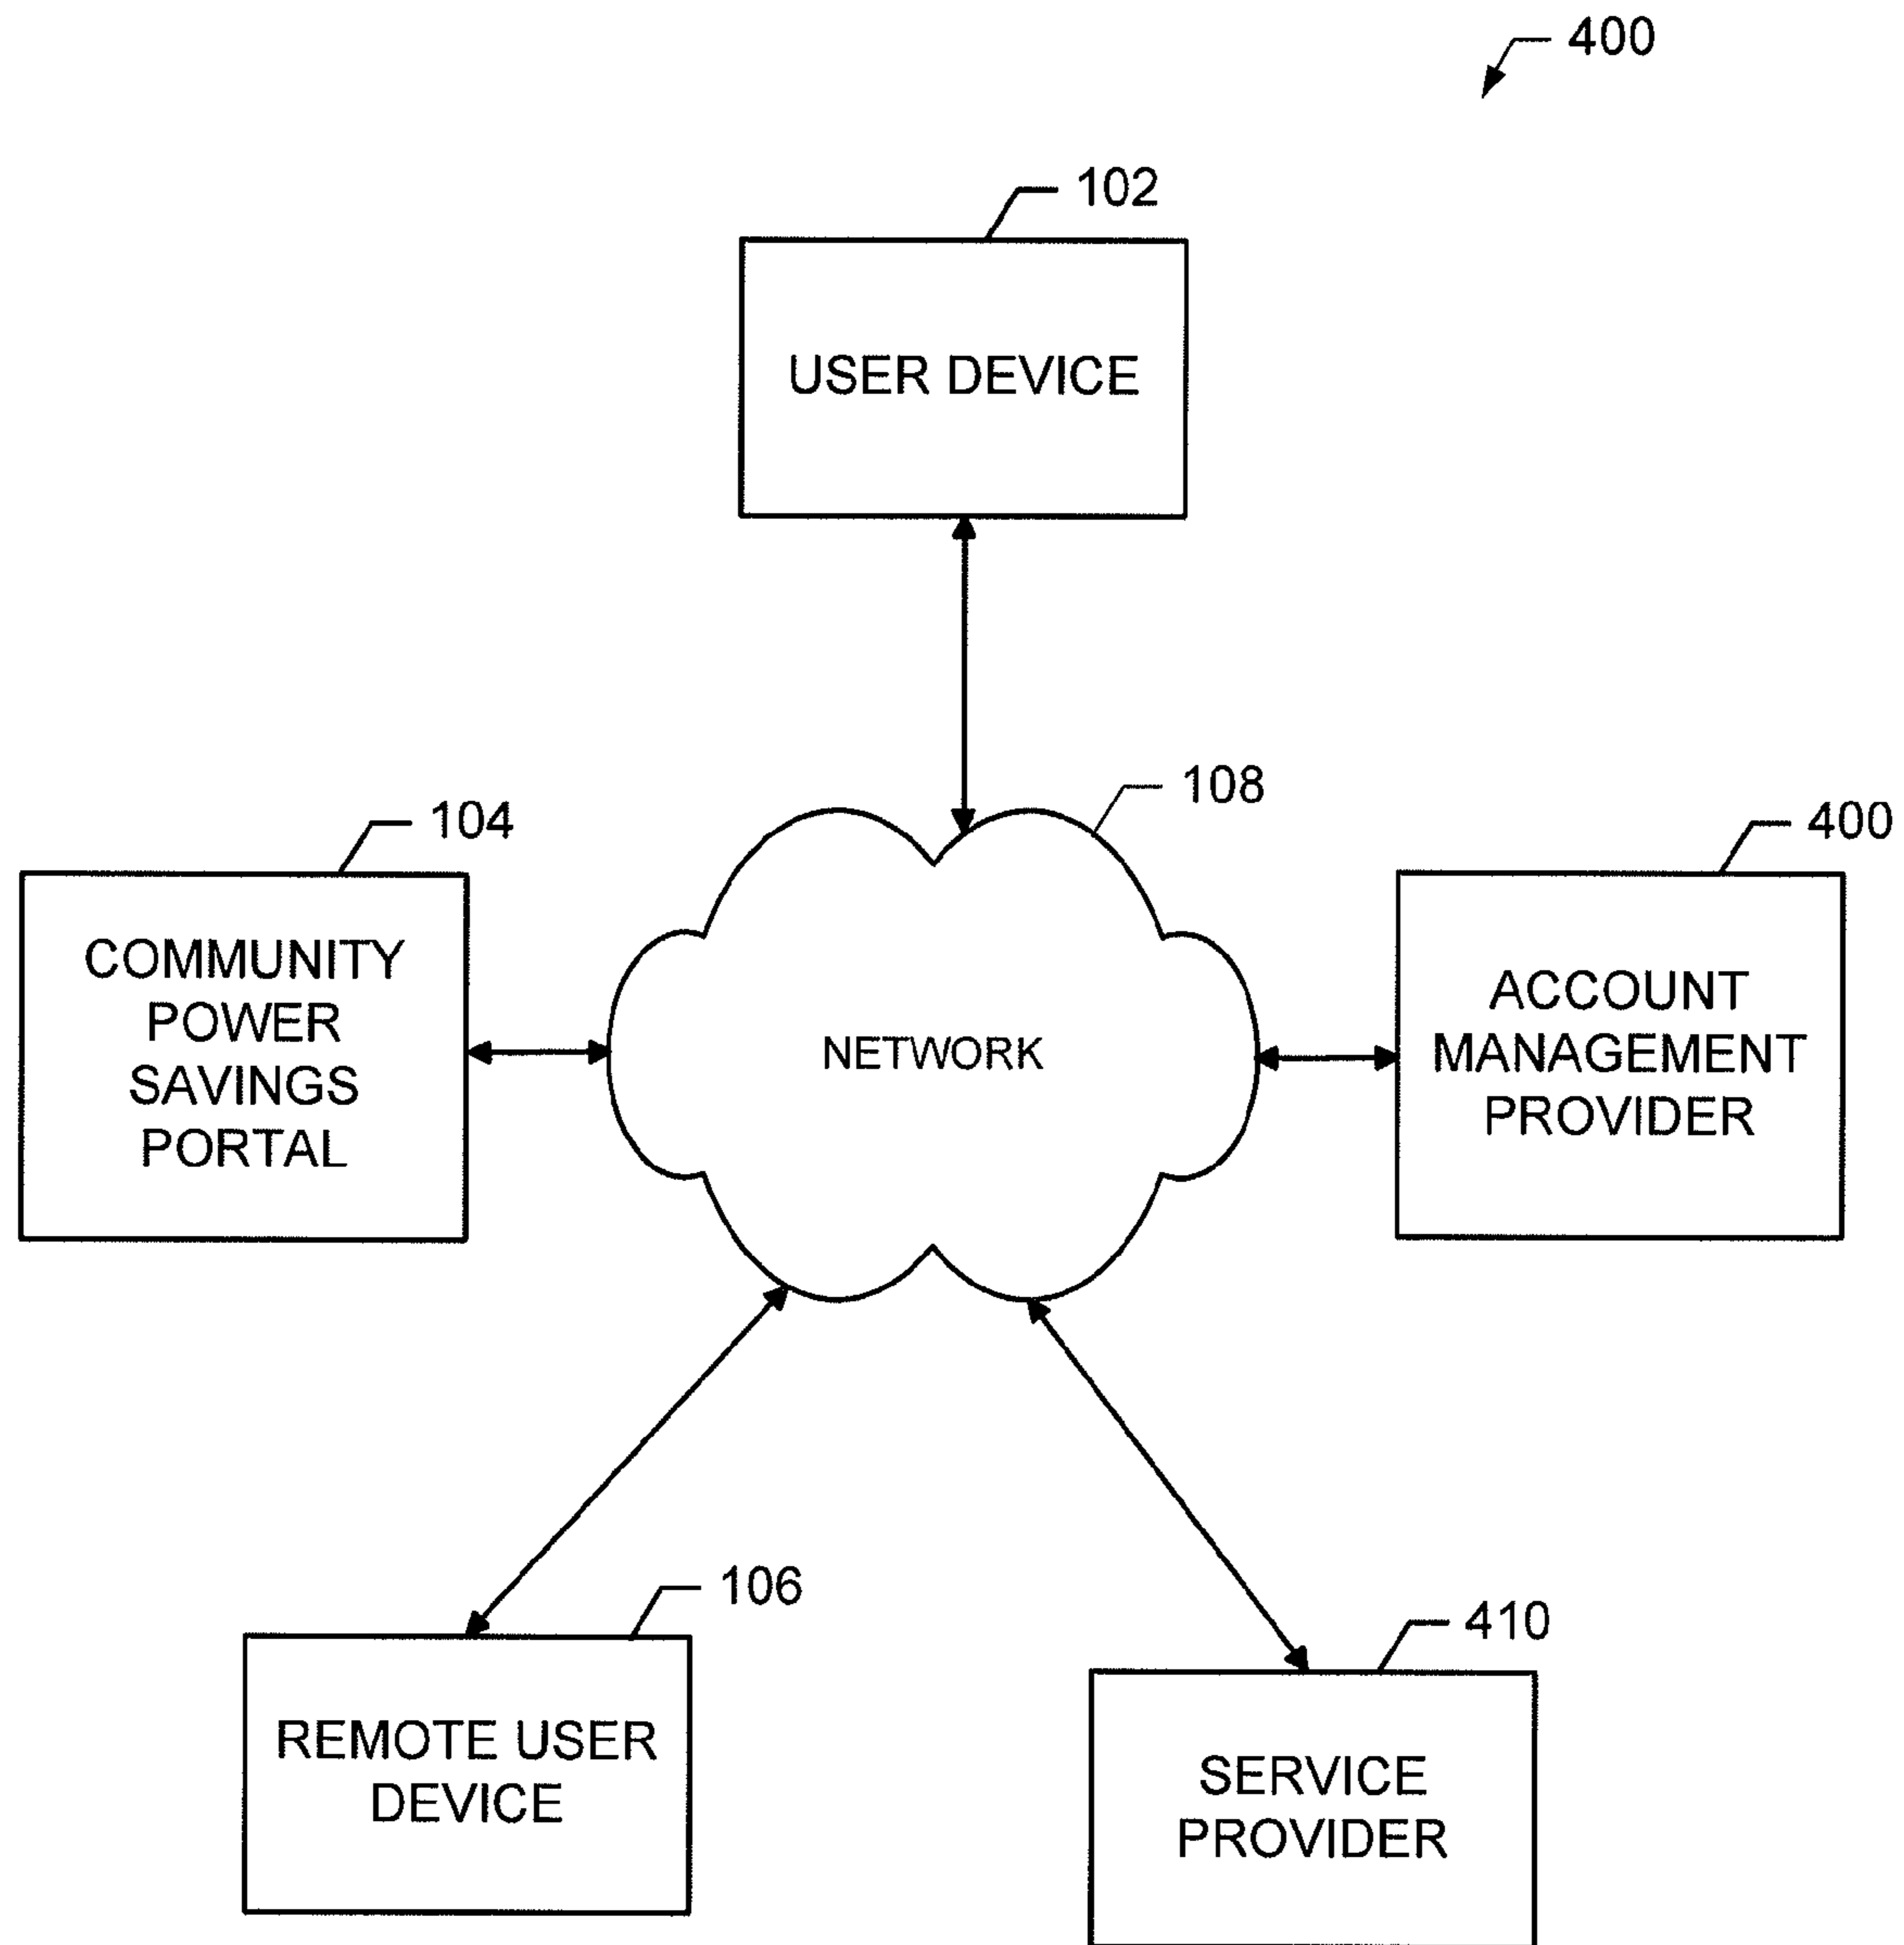 400
102
USER DEVICE
108
104
400
COMMUNITY
POWER
SAVINGS
PORTAL
NETWORK
ACCOUNT
MANAGEMENT
PROVIDER
106
410
REMOTE USER
DEVICE
SERVICE
PROVIDER